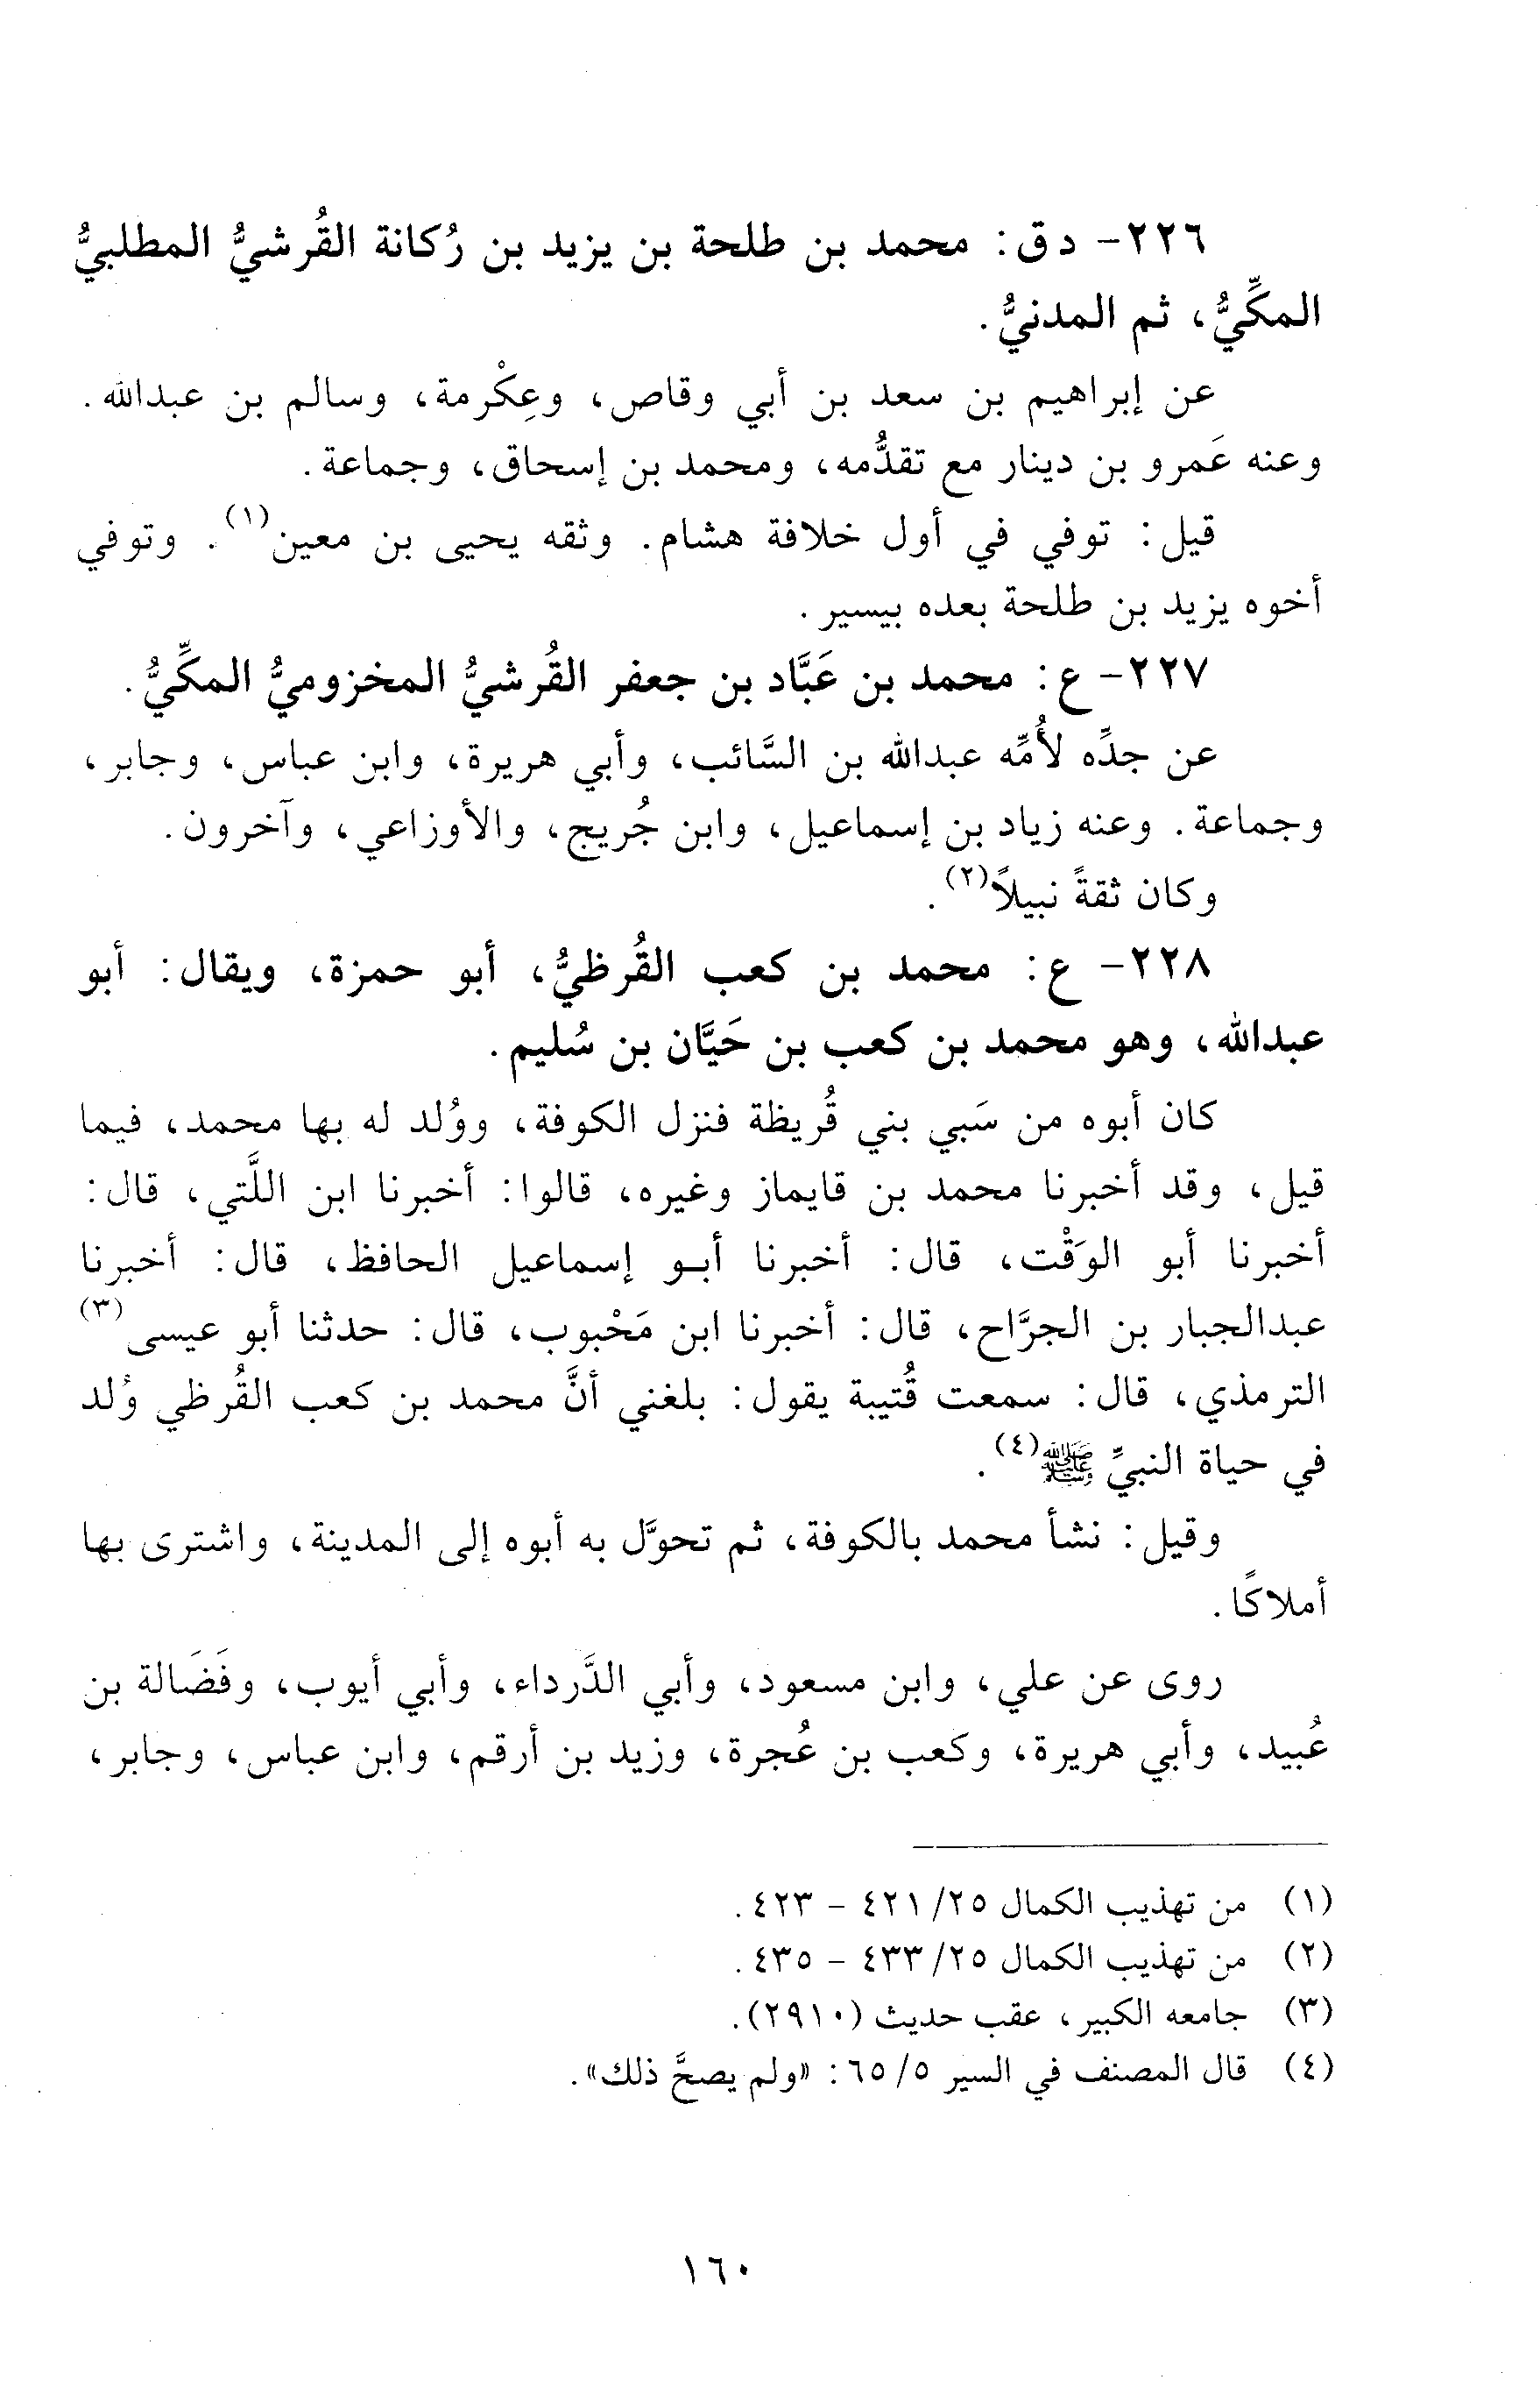 ٢٢٦- د ق: محمد بن طلحة بن يزيد بن رُكانة القُرشيُّ المطلبيُّ
المكِّيُّ، ثم المدنيُّ.
عن إبراهيم بن سعد بن أبي وقاص، وعِكْرمة، وسالم بن عبدالله.
وعنه عَمرو بن دينار مع تقدُّمه، ومحمد بن إسحاق، وجماعة.
قيل: توفي في أول خلافة هشام. وثقه يحيى بن معين(١). وتوفي
أخوه يزيد بن طلحة بعده بيسير.
٢٢٧- ع: محمد بن عَبَّاد بن جعفر القُرشيُّ المخزوميُّ المكِّيُّ.
عن جدِّه لأُمِّه عبدالله بن السَّائب، وأبي هريرة، وابن عباس، وجابر،
وجماعة. وعنه زياد بن إسماعيل، وابن جُريج، والأوزاعي، وآخرون.
وكان ثقةً نبيلاً(٢).
٢٢٨- ع: محمد بن كعب القُرظيُّ، أبو حمزة، ويقال: أبو
عبدالله، وهو محمد بن كعب بن حَيَّان بن سُليم.
كان أبوه من سَبي بني قُريظة فنزل الكوفة، ووُلد له بها محمد، فيما
قيل، وقد أخبرنا محمد بن قايماز وغيره، قالوا: أخبرنا ابن اللَّتي، قال:
أخبرنا أبو الوَقْت، قال: أخبرنا أبو إسماعيل الحافظ، قال: أخبرنا
عبدالجبار بن الجرَّاح، قال: أخبرنا ابن مَحْبوب، قال: حدثنا أبو عيسى(٣)
الترمذي، قال: سمعت قُتيبة يقول: بلغني أنَّ محمد بن كعب القُرظي وُلد
في حياة النبيِّ ﷺ(٤).
وقيل: نشأ محمد بالكوفة، ثم تحوَّل به أبوه إلى المدينة، واشترى بها
أملاكًا.
روى عن علي، وابن مسعود، وأبي الدَّرداء، وأبي أيوب، وفَضَالة بن
عُبيد، وأبي هريرة، وكعب بن عُجرة، وزيد بن أرقم، وابن عباس، وجابر،
(١) من تهذيب الكمال ٢٥/ ٤٢١ - ٤٢٣.
(٢) من تهذيب الكمال ٢٥/ ٤٣٣ - ٤٣٥.
(٣) جامعه الكبير، عقب حديث (٢٩١٠).
(٤) قال المصنف في السير ٥/ ٦٥: «ولم يصحَّ ذلك».
١٦٠